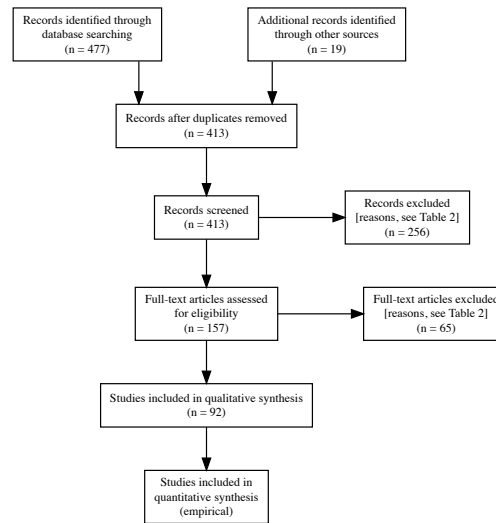 Records identified through
database searching
(n = 477)
Additional records identified
through other sources
(n = 19)
Records after duplicates removed
(n = 413)
Records screened
(n = 413)
Records excluded
[reasons, see Table 2]
(n = 256)
Full-text articles assessed
for eligibility
(n = 157)
Full-text articles excluded
[reasons, see Table 2]
(n = 65)
Studies included in qualitative synthesis
(n = 92)
Studies included in
quantitative synthesis
(empirical)